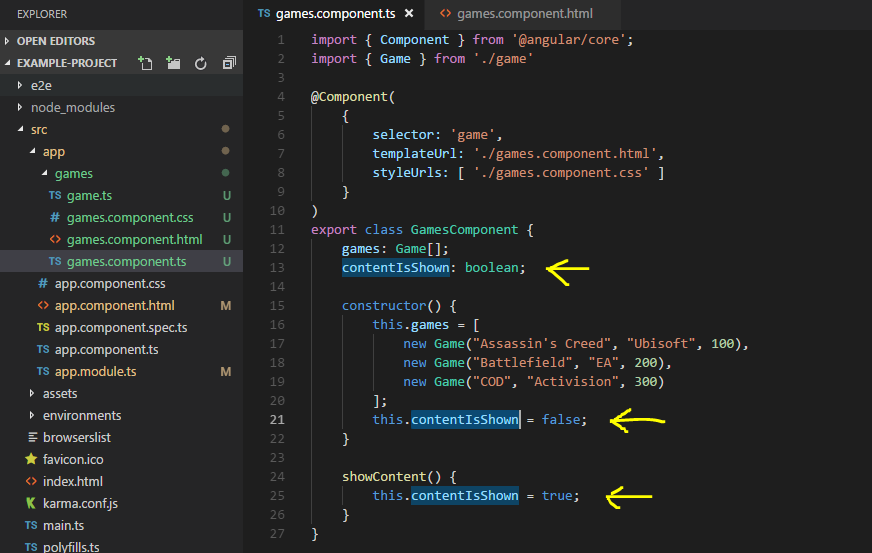 EXPLORER
OPEN EDITORS
EXAMPLE-PROJECT
e2e
node_modules
src
app
games
TS game.ts U
# games.component.css U
<> games.component.html U
TS games.component.ts U
# app.component.css
<> app.component.html M
TS app.component.spec.ts
TS app.component.ts
TS app.module.ts M
assets
environments
browserslist
favicon.ico
<> index.html
karma.conf.js
TS main.ts
TS polyfills.ts
TS games.component.ts ×
<> games.component.html
1 import { Component } from '@angular/core';
2 import { Game } from './game'
3
4 @Component(
5 {
6 selector: 'game',
7 templateUrl: './games.component.html',
8 styleUrls: [ './games.component.css' ]
9 }
10 )
11 export class GamesComponent {
12 games: Game[];
13 contentIsShown: boolean;
14
15 constructor() {
16 this.games = [
17 new Game("Assassin's Creed", "Ubisoft", 100),
18 new Game("Battlefield", "EA", 200),
19 new Game("COD", "Activision", 300)
20 ];
21 this.contentIsShown = false;
22 }
23
24 showContent() {
25 this.contentIsShown = true;
26 }
27 }